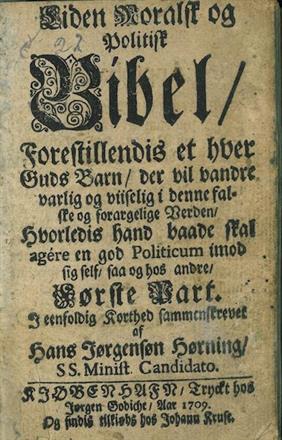 Liden Moralsk og
Politisk
22
Bibel/
Forestillendis et hver
Guds Barn/ der vil vandre
varlig og viiselig i denne fal-
ske og forargelige Verden/
Hvorledis hand baade skal
agére en god Politicum imod
sig self/ saa og hos andre/
Første Part.
I eenfoldig Korthed sammenskrevet
af
Hans Jørgensøn Hørning/
SS. Minist. Candidato.
KIØBENHAFN/ Tryckt hos
Jørgen Godiche/ Aar 1709.
Og findis tilkiøbs hos Johann Kruse.